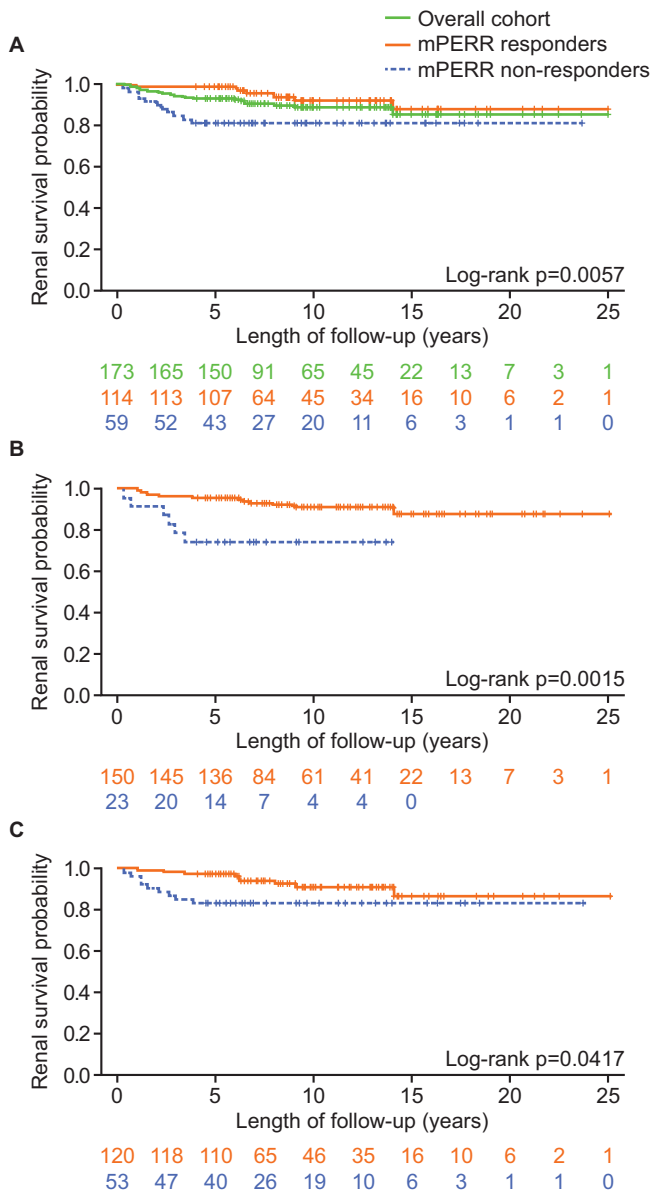 Overall cohort
mPERR responders
mPERR non-responders
A
Renal survival probability
1.0
0.8
0.6
0.4
0.2
0.0
Log-rank p=0.0057
0 5 10 15 20 25
Length of follow-up (years)
173 165 150 91 65 45 22 13 7 3 1
114 113 107 64 45 34 16 10 6 2 1
59 52 43 27 20 11 6 3 1 1 0
B
Renal survival probability
1.0
0.8
0.6
0.4
0.2
0.0
Log-rank p=0.0015
0 5 10 15 20 25
Length of follow-up (years)
150 145 136 84 61 41 22 13 7 3 1
23 20 14 7 4 4 0
C
Renal survival probability
1.0
0.8
0.6
0.4
0.2
0.0
Log-rank p=0.0417
0 5 10 15 20 25
Length of follow-up (years)
120 118 110 65 46 35 16 10 6 2 1
53 47 40 26 19 10 6 3 1 1 0